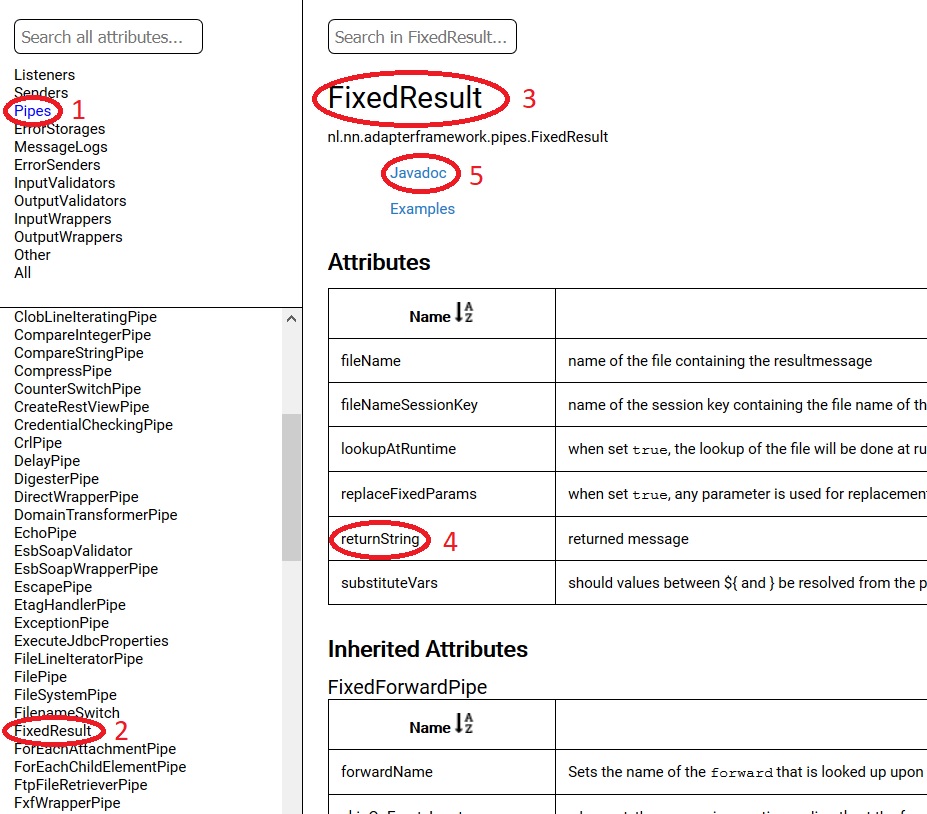 Search all attributes...
Listeners
Senders
Pipes 1
ErrorStorages
MessageLogs
ErrorSenders
InputValidators
OutputValidators
InputWrappers
OutputWrappers
Other
All
ClobLineIteratingPipe
CompareIntegerPipe
CompareStringPipe
CompressPipe
CounterSwitchPipe
CreateRestViewPipe
CredentialCheckingPipe
CrlPipe
DelayPipe
DigesterPipe
DirectWrapperPipe
DomainTransformerPipe
EchoPipe
EsbSoapValidator
EsbSoapWrapperPipe
EscapePipe
EtagHandlerPipe
ExceptionPipe
ExecuteJdbcProperties
FileLineIteratorPipe
FilePipe
FileSystemPipe
FilenameSwitch
FixedResult 2
ForEachAttachmentPipe
ForEachChildElementPipe
FtpFileRetrieverPipe
FxfWrapperPipe
Search in FixedResult...
FixedResult 3
nl.nn.adapterframework.pipes.FixedResult
Javadoc 5
Examples
Attributes
Name
fileName name of the file containing the resultmessage
fileNameSessionKey name of the session key containing the file name of th
lookupAtRuntime when set true, the lookup of the file will be done at ru
replaceFixedParams when set true, any parameter is used for replacemen
returnString 4 returned message
substituteVars should values between ${ and } be resolved from the p
Inherited Attributes
FixedForwardPipe
Name
forwardName Sets the name of the forward that is looked up upon